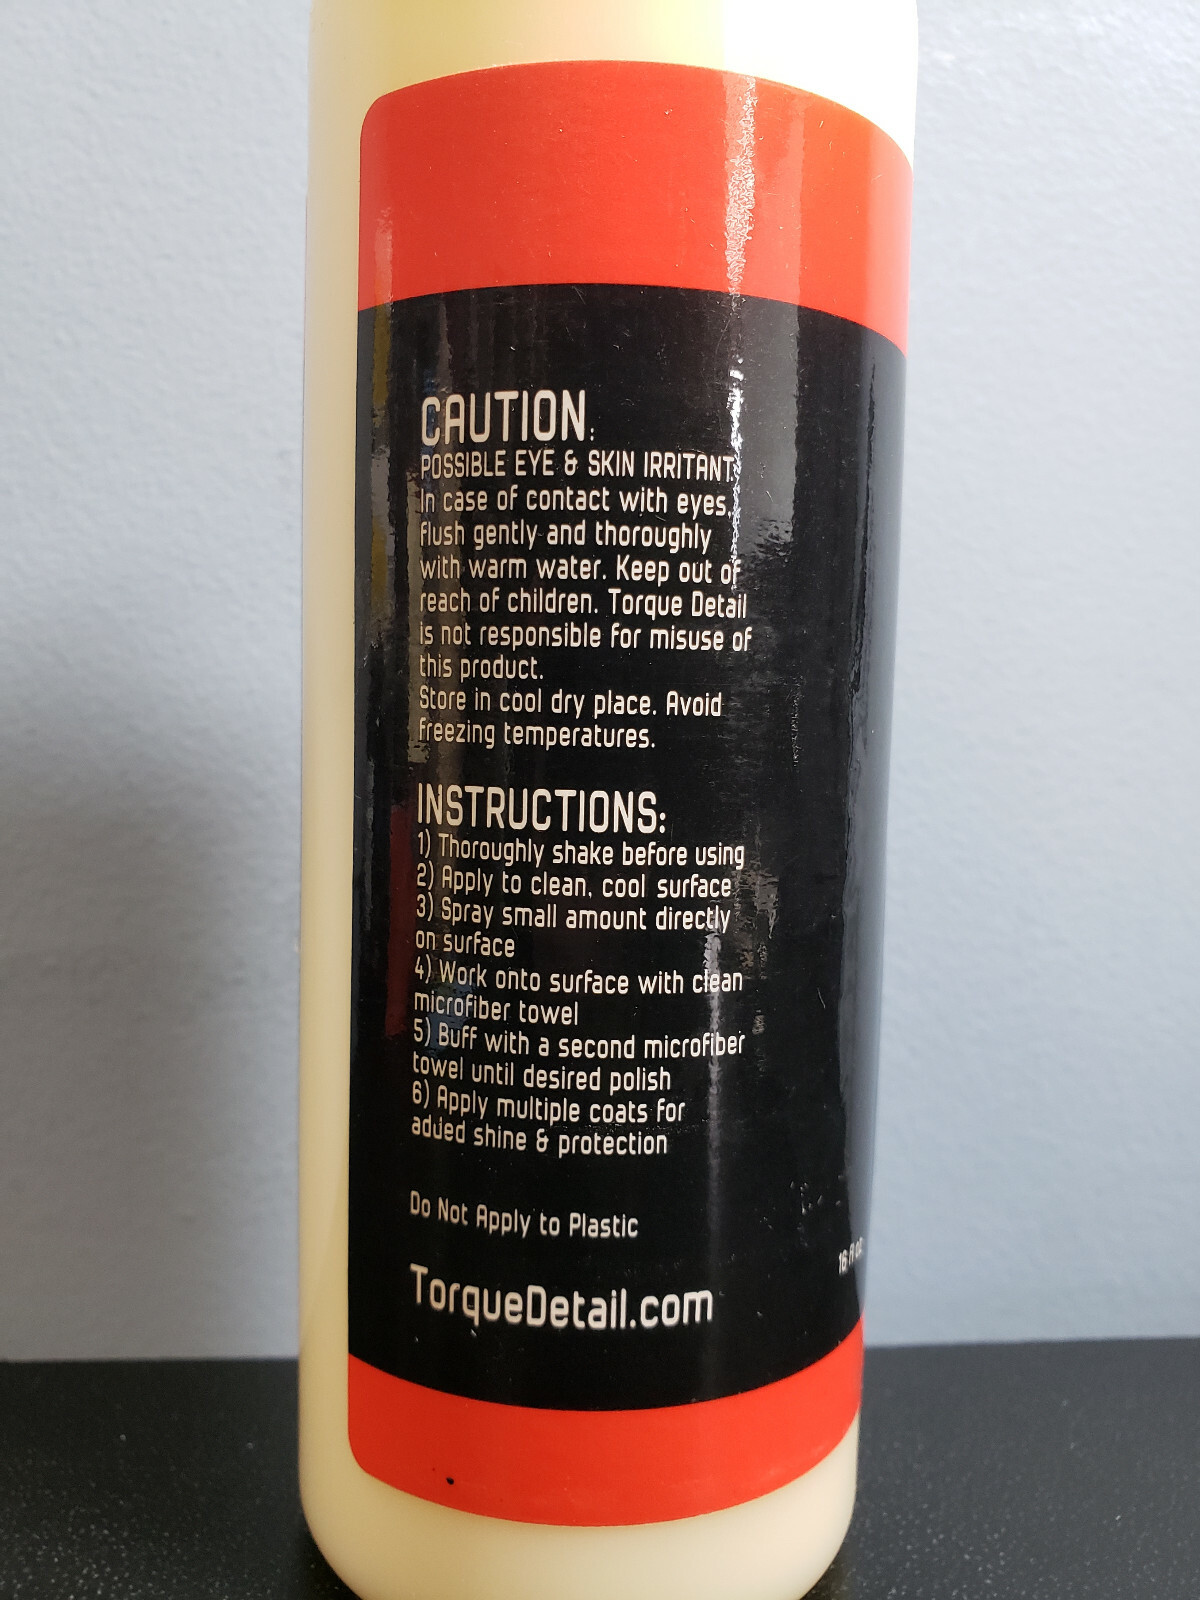 CAUTION:
POSSIBLE EYE & SKIN IRRITANT.
In case of contact with eyes,
flush gently and thoroughly
with warm water. Keep out of
reach of children. Torque Detail
is not responsible for misuse of
this product.
Store in cool dry place. Avoid
freezing temperatures.
INSTRUCTIONS:
1) Thoroughly shake before using
2) Apply to clean, cool surface
3) Spray small amount directly
on surface
4) Work onto surface with clean
microfiber towel
5) Buff with a second microfiber
towel until desired polish
6) Apply multiple coats for
added shine & protection
Do Not Apply to Plastic
16 fl oz
TorqueDetail.com